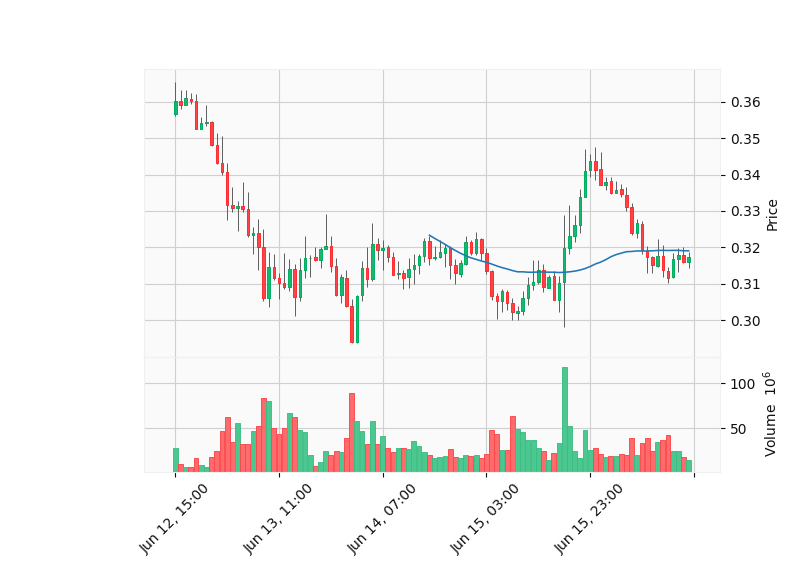 0.36
0.35
0.34
0.33
0.32
0.31
0.30
Price
100
50
Volume 10⁶
Jun 12, 15:00
Jun 13, 11:00
Jun 14, 07:00
Jun 15, 03:00
Jun 15, 23:00